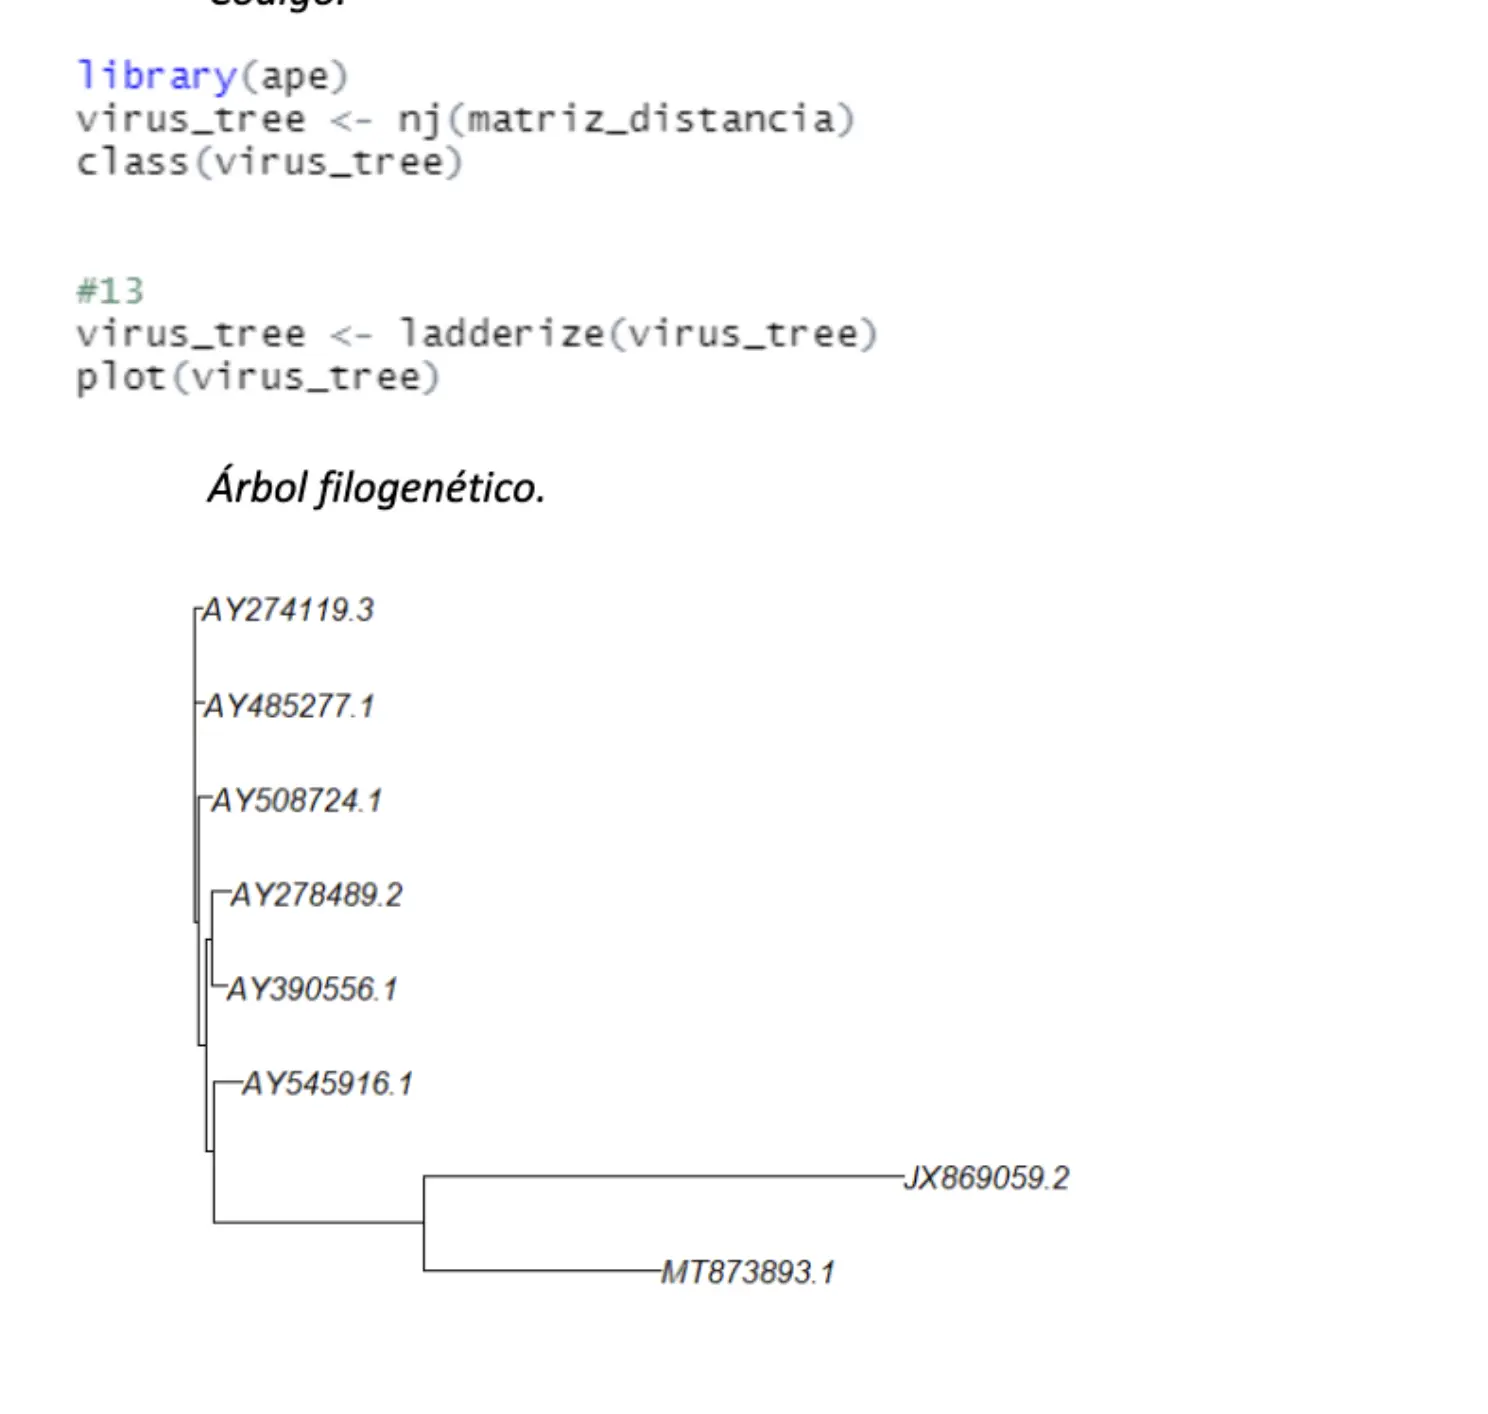 Código.
library(ape)
virus_tree <- nj(matriz_distancia)
class(virus_tree)
#13
virus_tree <- ladderize(virus_tree)
plot(virus_tree)
Árbol filogenético.
AY274119.3
AY485277.1
AY508724.1
AY278489.2
AY390556.1
AY545916.1
JX869059.2
MT873893.1